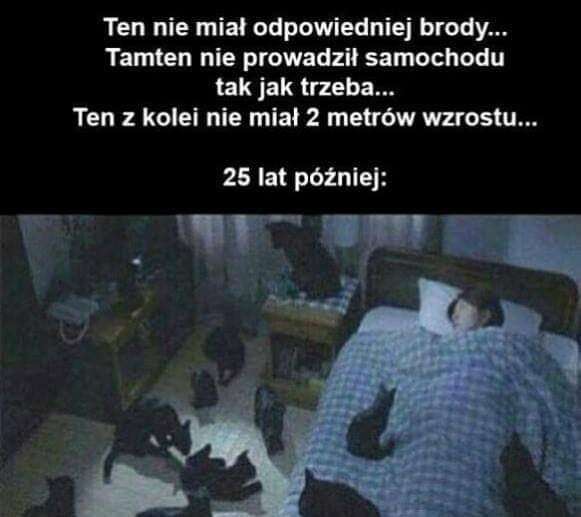 Ten nie miał odpowiedniej brody...
Tamten nie prowadził samochodu
tak jak trzeba...
Ten z kolei nie miał 2 metrów wzrostu...
25 lat później: